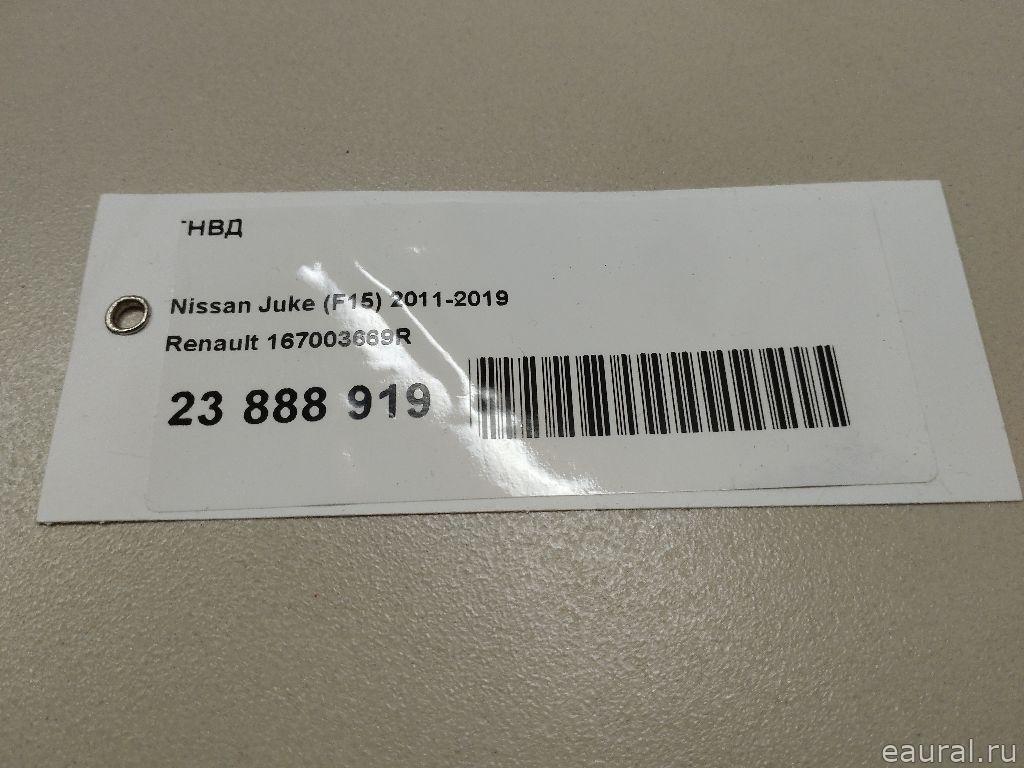 ТНВД
Nissan Juke (F15) 2011-2019
Renault 167003669R
23 888 919
eaural.ru